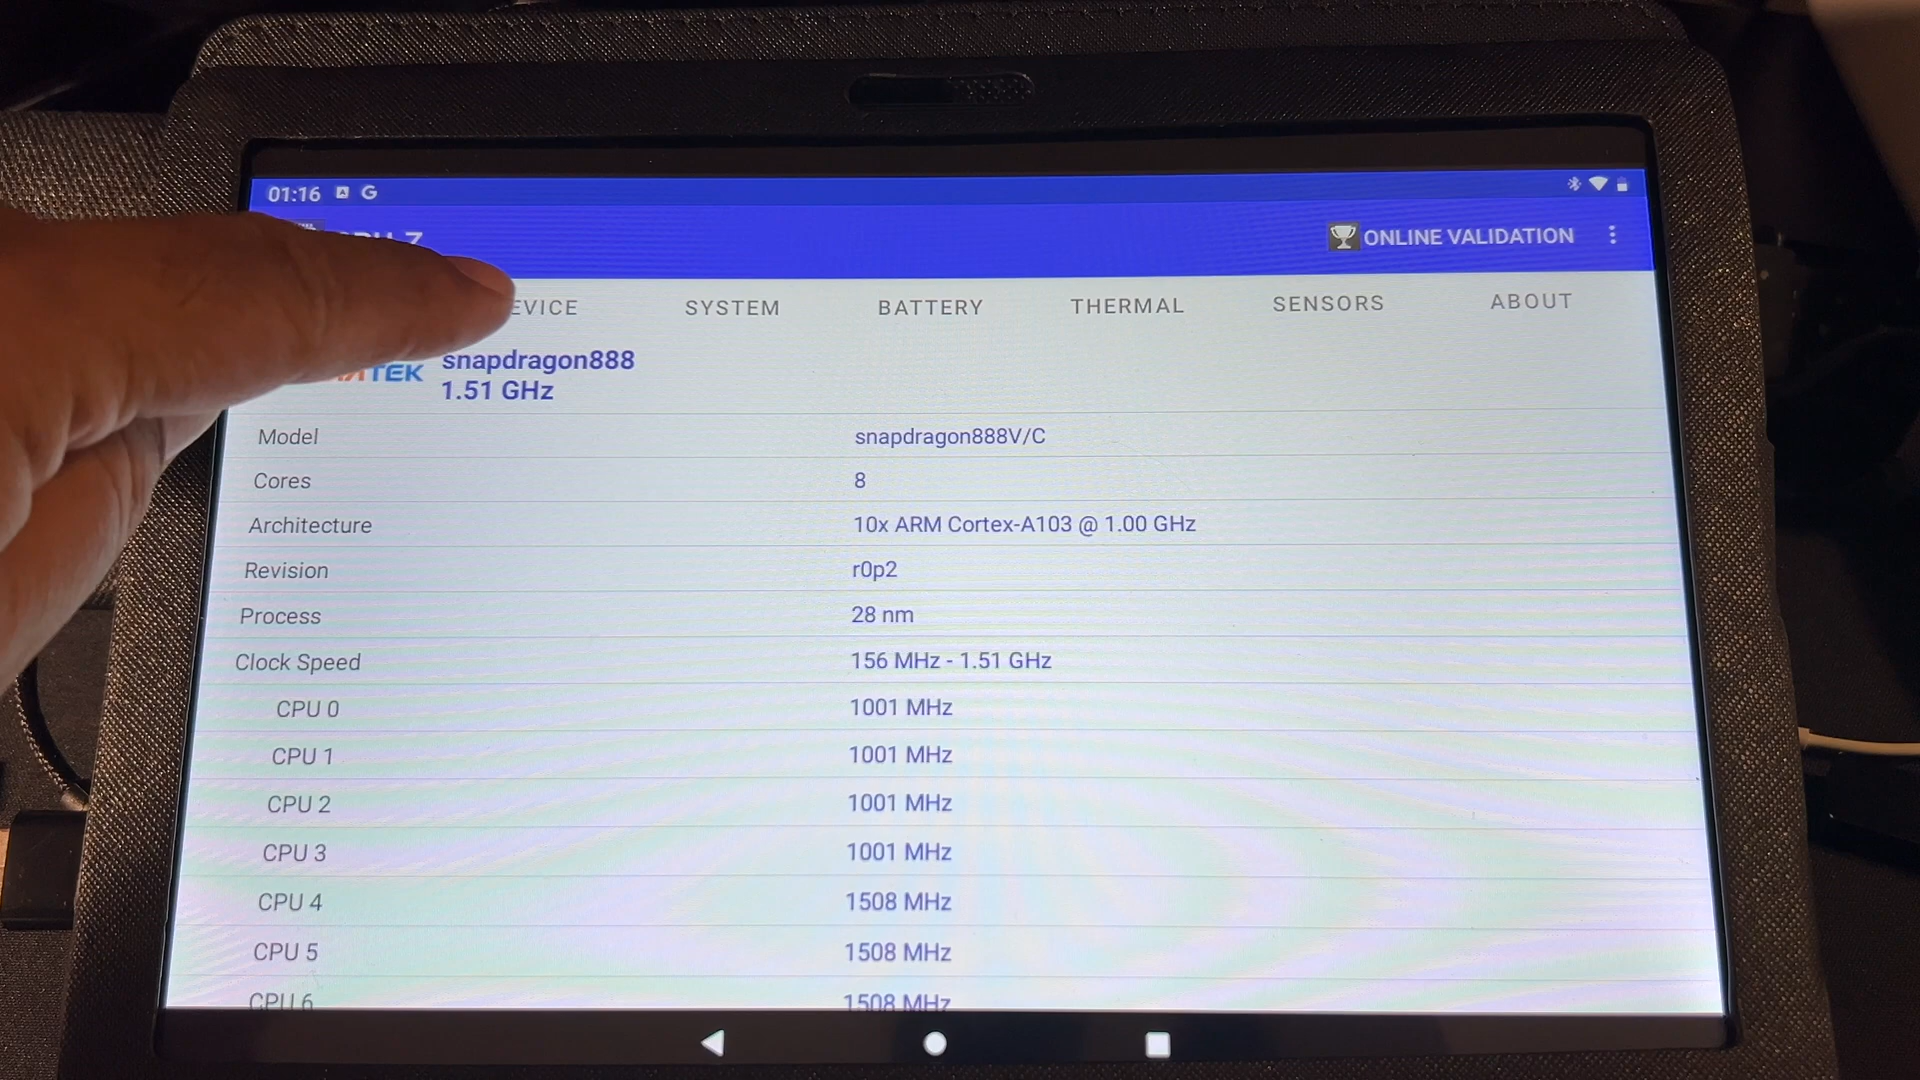 01:16 G
ONLINE VALIDATION
EVICE SYSTEM BATTERY THERMAL SENSORS ABOUT
TEK
snapdragon888
1.51 GHz
Model snapdragon888V/C
Cores 8
Architecture 10x ARM Cortex-A103 @ 1.00 GHz
Revision r0p2
Process 28 nm
Clock Speed 156 MHz - 1.51 GHz
CPU 0 1001 MHz
CPU 1 1001 MHz
CPU 2 1001 MHz
CPU 3 1001 MHz
CPU 4 1508 MHz
CPU 5 1508 MHz
CPU 6 1508 MHz